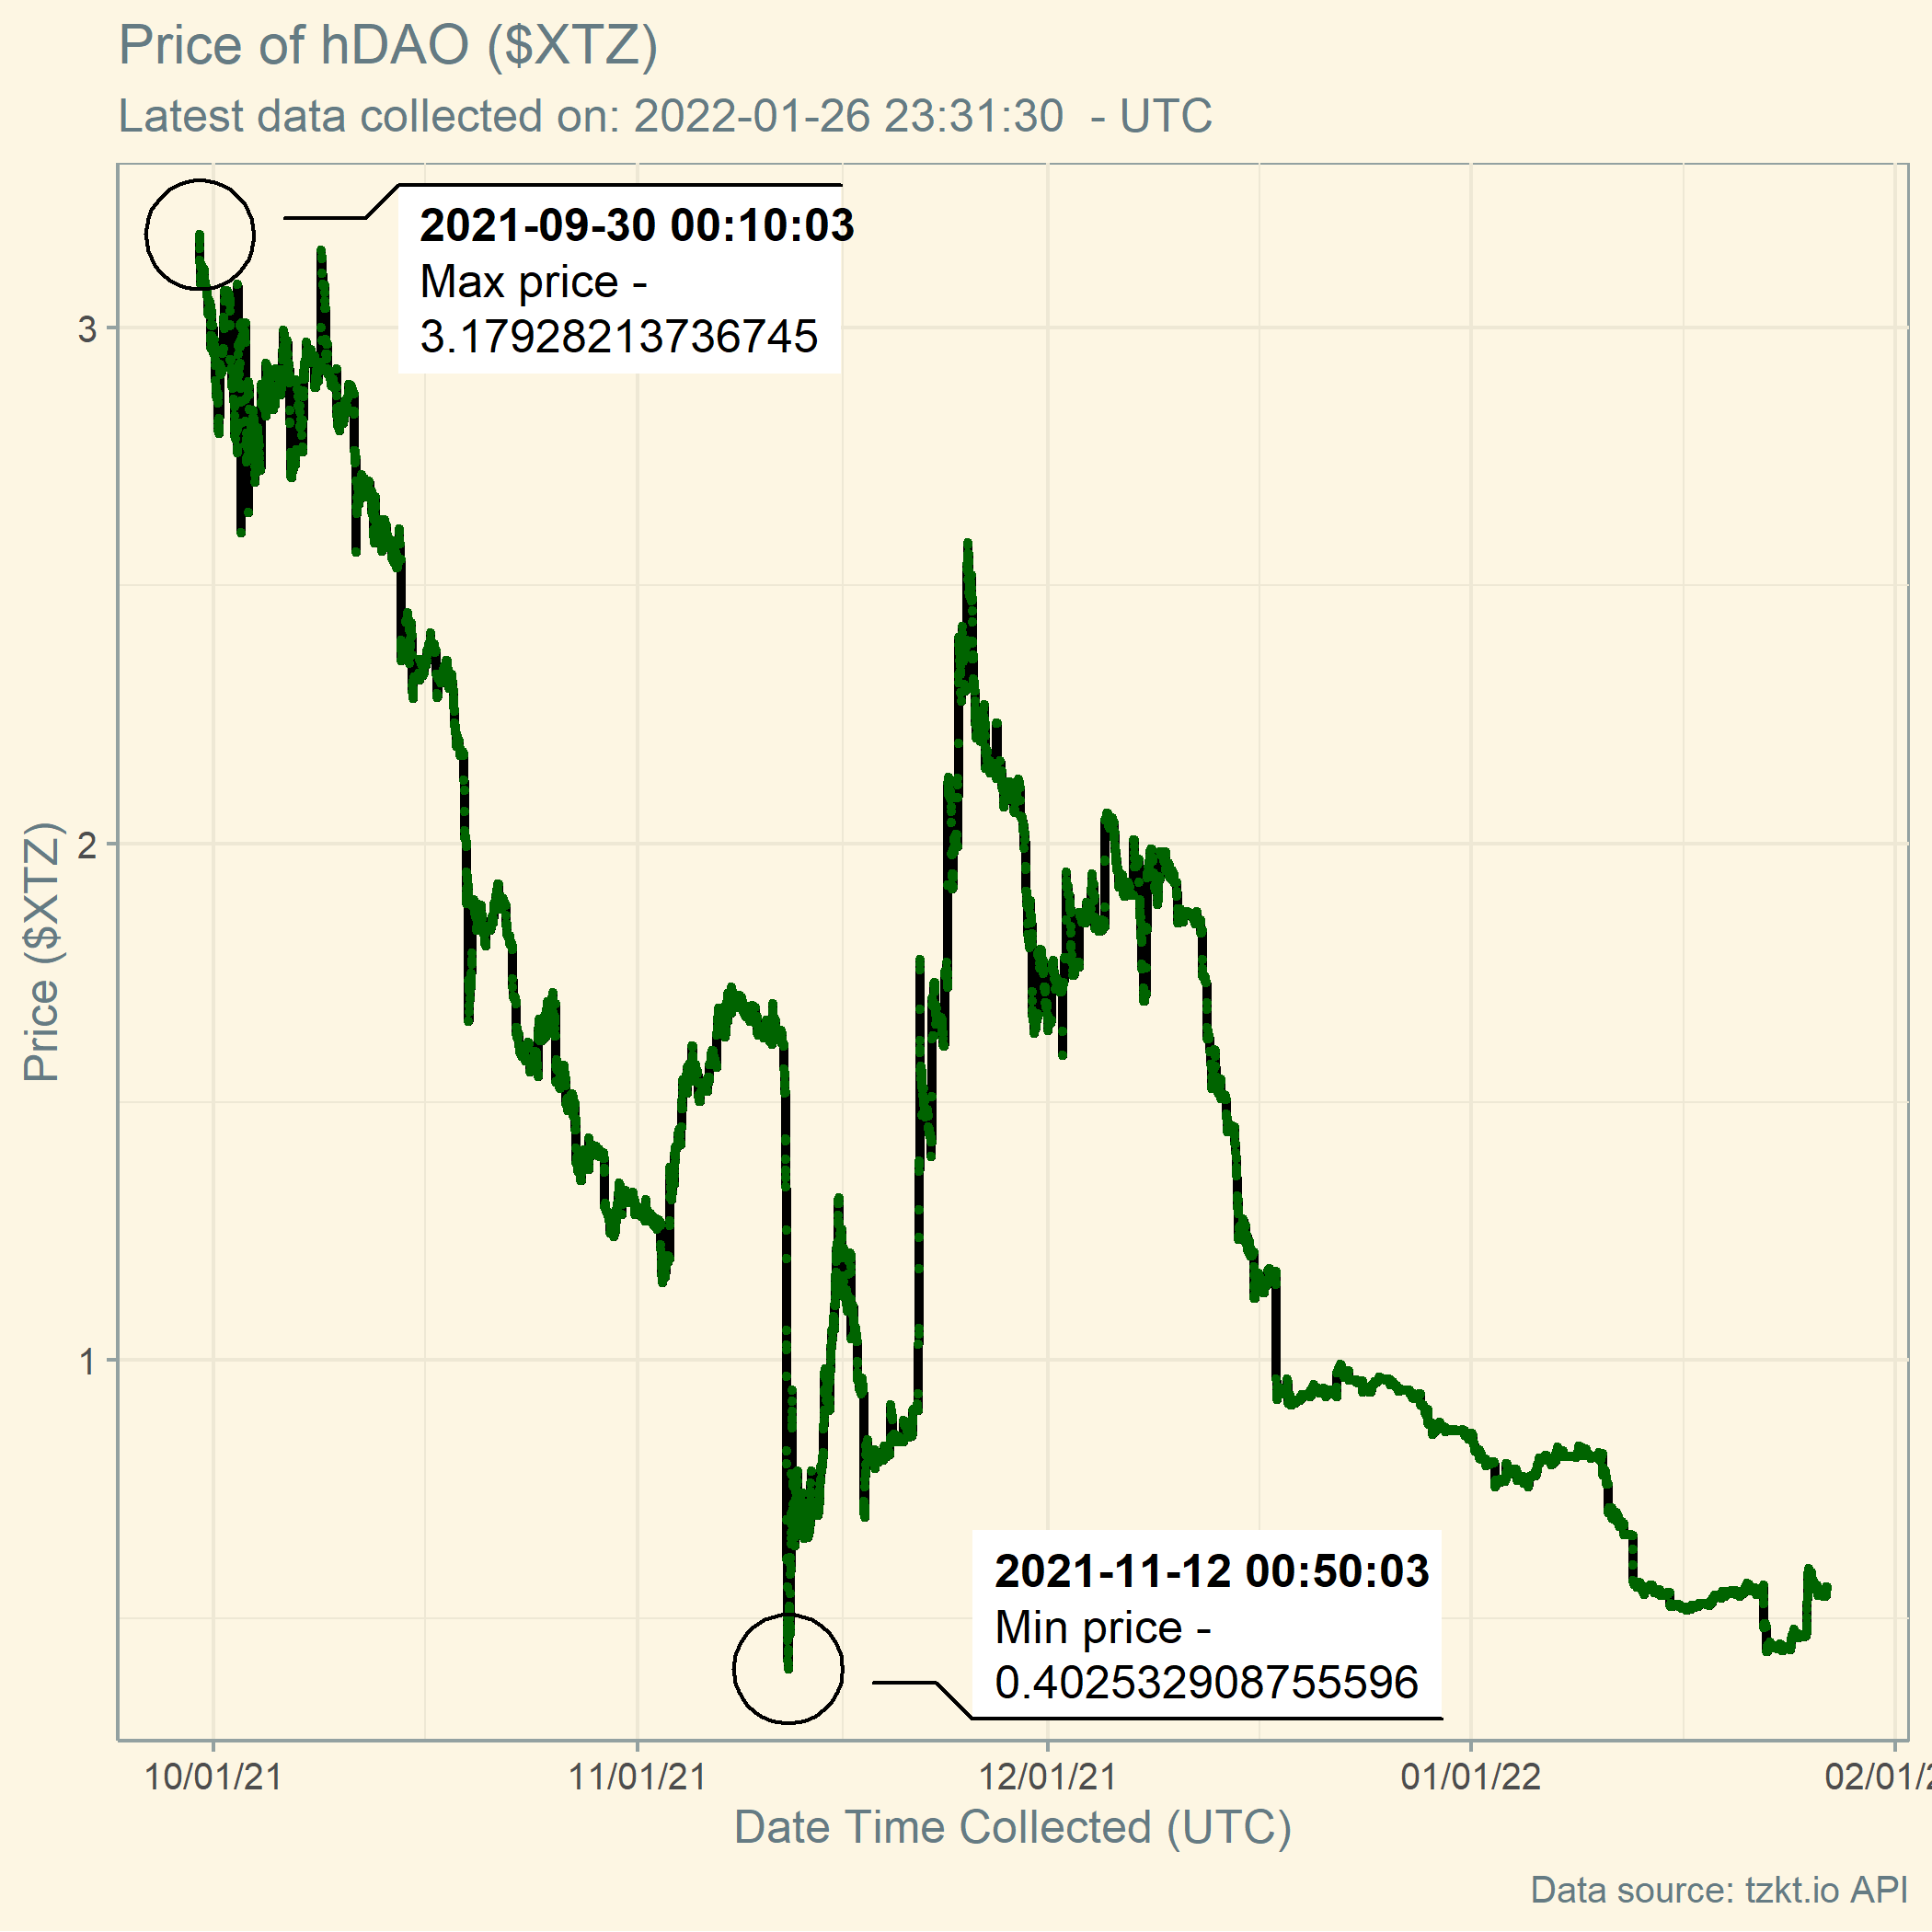 Price of hDAO ($XTZ)
Latest data collected on: 2022-01-26 23:31:30  - UTC
2021-09-30 00:10:03
Max price -
3.17928213736745
3
2
1
Price ($XTZ)
2021-11-12 00:50:03
Min price -
0.402532908755596
10/01/21
11/01/21
12/01/21
01/01/22
02/01/2
Date Time Collected (UTC)
Data source: tzkt.io API